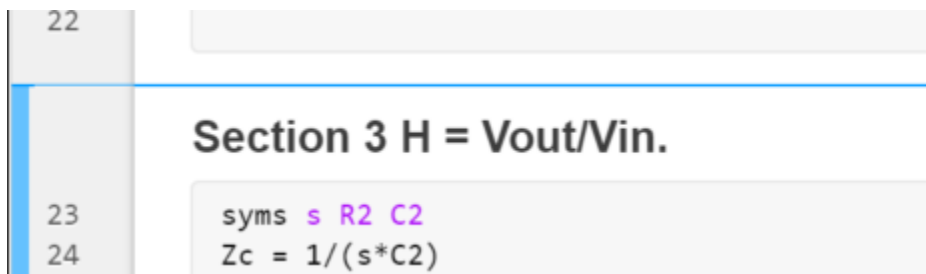 22
Section 3 H = Vout/Vin.
23 syms s R2 C2
24 Zc = 1/(s*C2)